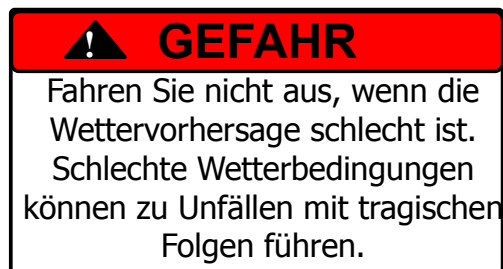 GEFAHR
Fahren Sie nicht aus, wenn die
Wettervorhersage schlecht ist.
Schlechte Wetterbedingungen
können zu Unfällen mit tragischen
Folgen führen.